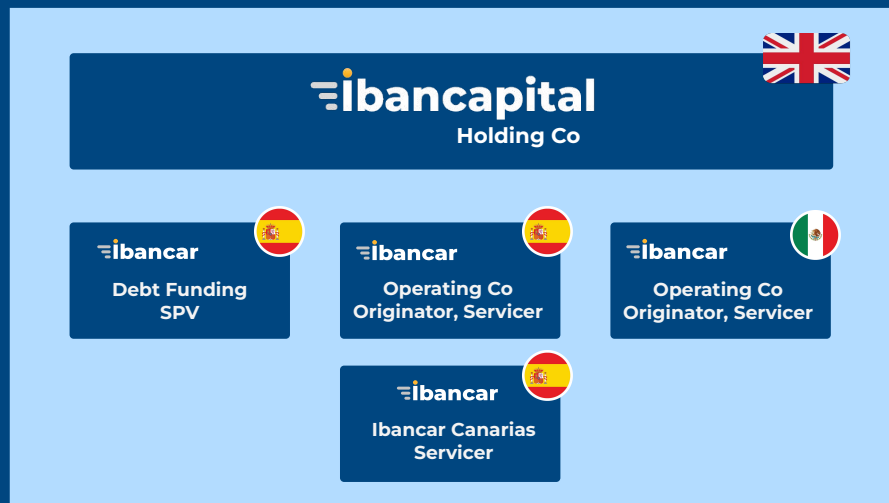 ibancapital
Holding Co
ibancar
Debt Funding
SPV
ibancar
Operating Co
Originator, Servicer
ibancar
Operating Co
Originator, Servicer
ibancar
Ibancar Canarias
Servicer